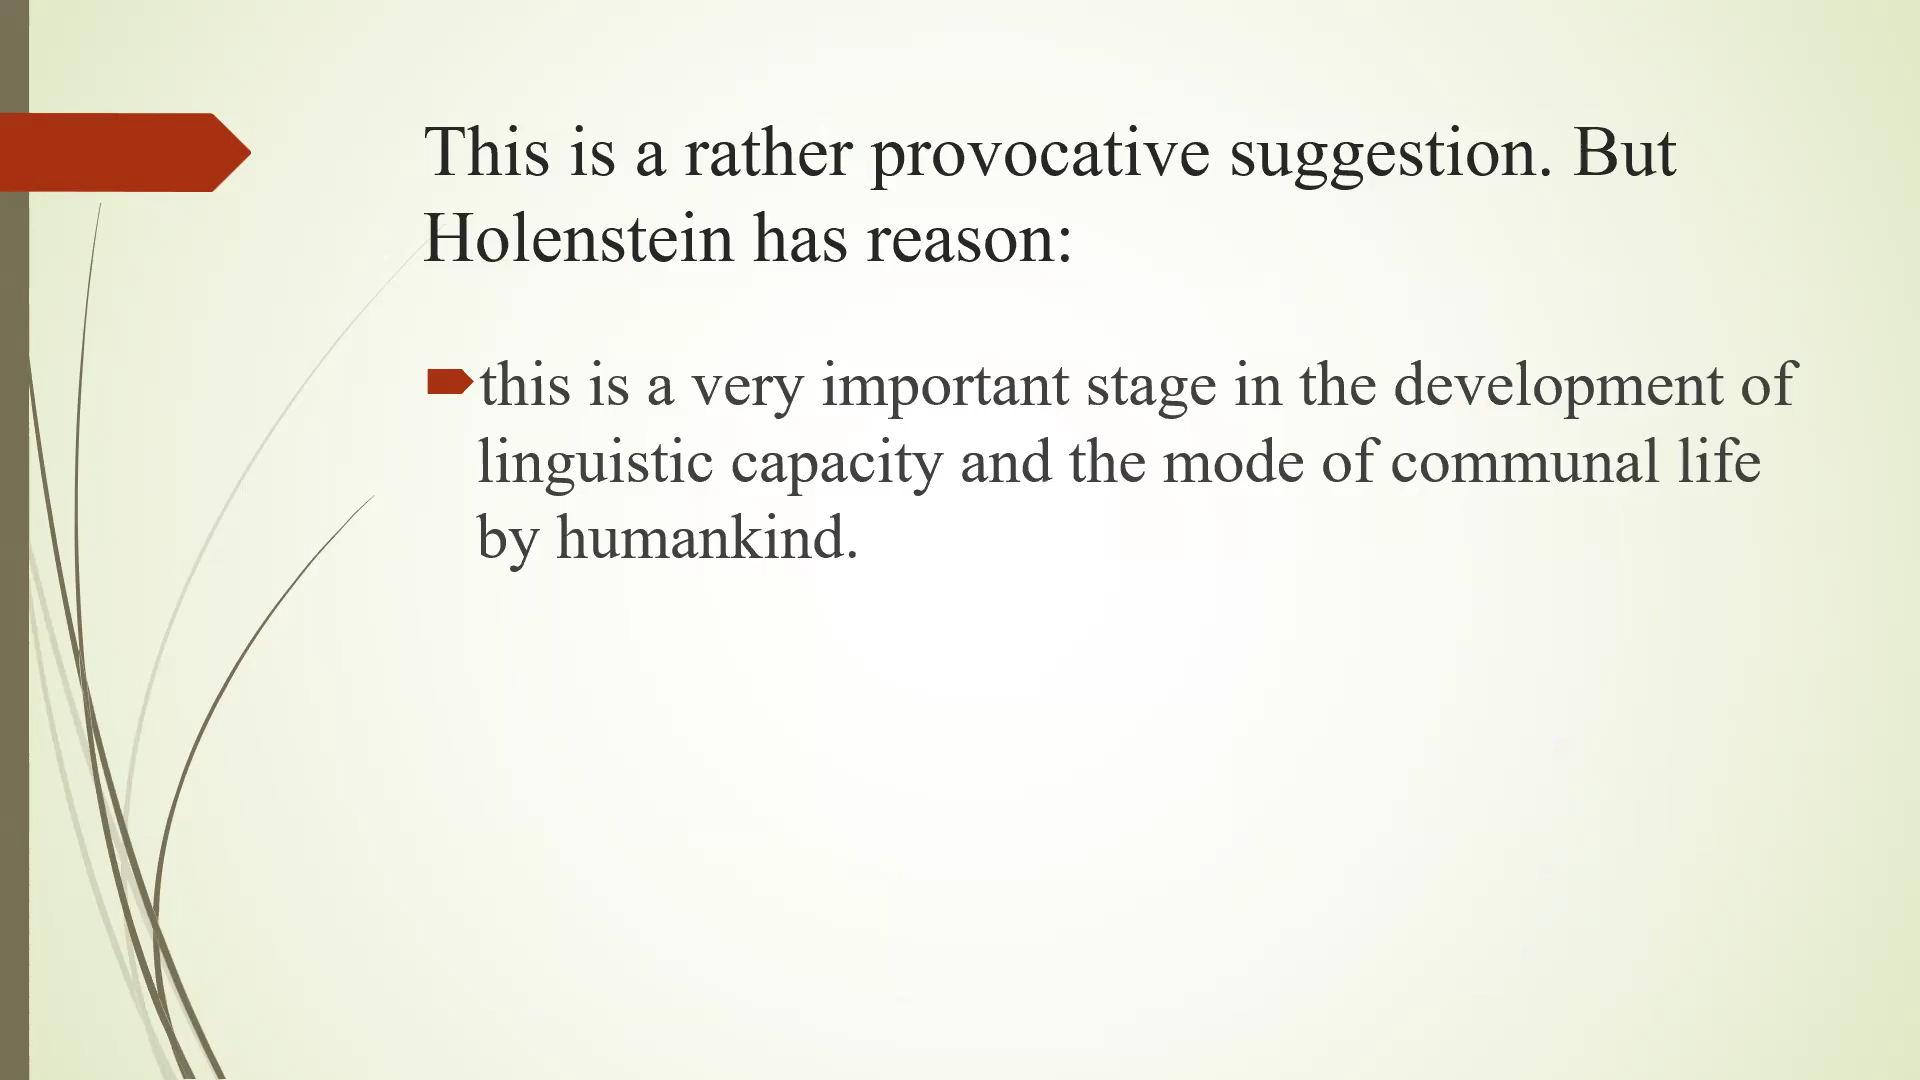 This is a rather provocative suggestion. But
Holenstein has reason:
this is a very important stage in the development of
linguistic capacity and the mode of communal life
by humankind.